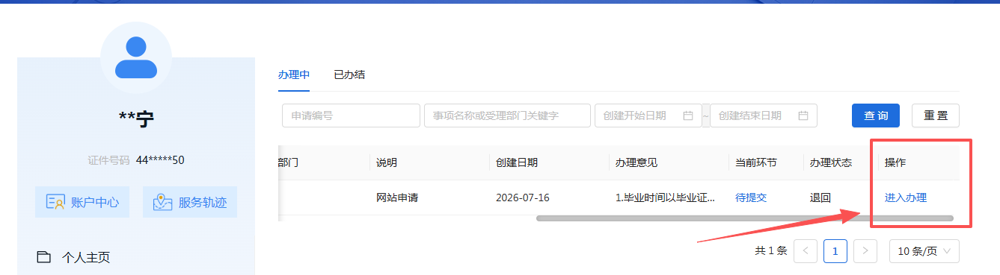 **宁
证件号码 44*****50
账户中心 服务轨迹
个人主页
办理中 已办结
申请编号 事项名称或受理部门关键字 创建开始日期 ~ 创建结束日期 查询 重置
部门 说明 创建日期 办理意见 当前环节 办理状态 操作
网站申请 2026-07-16 1.毕业时间以毕业证... 待提交 退回 进入办理
共 1 条 < 1 > 10 条/页